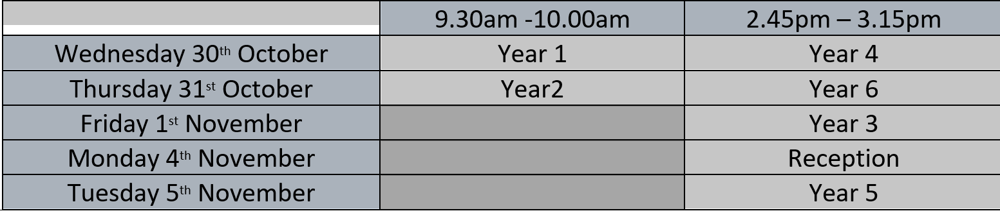 9.30am -10.00am 2.45pm – 3.15pm
Wednesday 30th October Year 1 Year 4
Thursday 31st October Year2 Year 6
Friday 1st November Year 3
Monday 4th November Reception
Tuesday 5th November Year 5